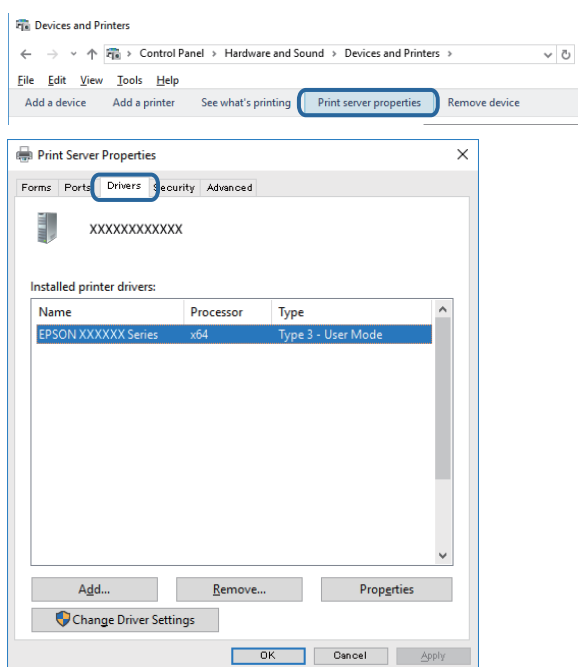 Devices and Printers
Control Panel > Hardware and Sound > Devices and Printers >
File Edit View Tools Help
Add a device Add a printer See what's printing Print server properties Remove device
Print Server Properties
Forms Ports Drivers Security Advanced
XXXXXXXXXXXX
Installed printer drivers:
Name Processor Type
EPSON XXXXXX Series x64 Type 3 - User Mode
Add... Remove... Properties
Change Driver Settings
OK Cancel Apply